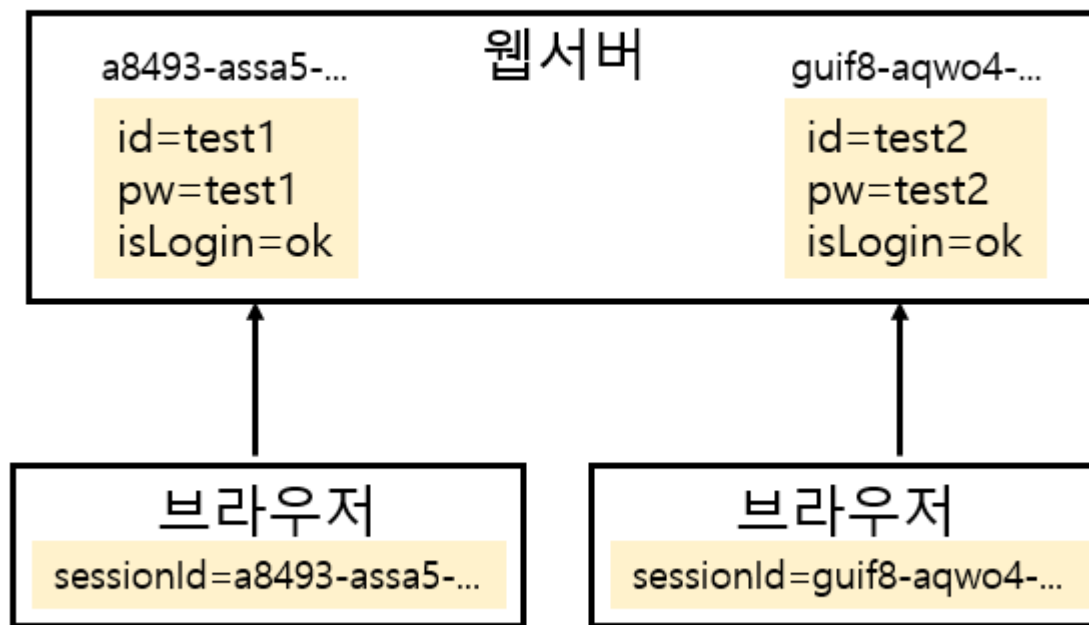 웹서버
a8493-assa5-...
id=test1
pw=test1
isLogin=ok
guif8-aqwo4-...
id=test2
pw=test2
isLogin=ok
브라우저
sessionId=a8493-assa5-...
브라우저
sessionId=guif8-aqwo4-...